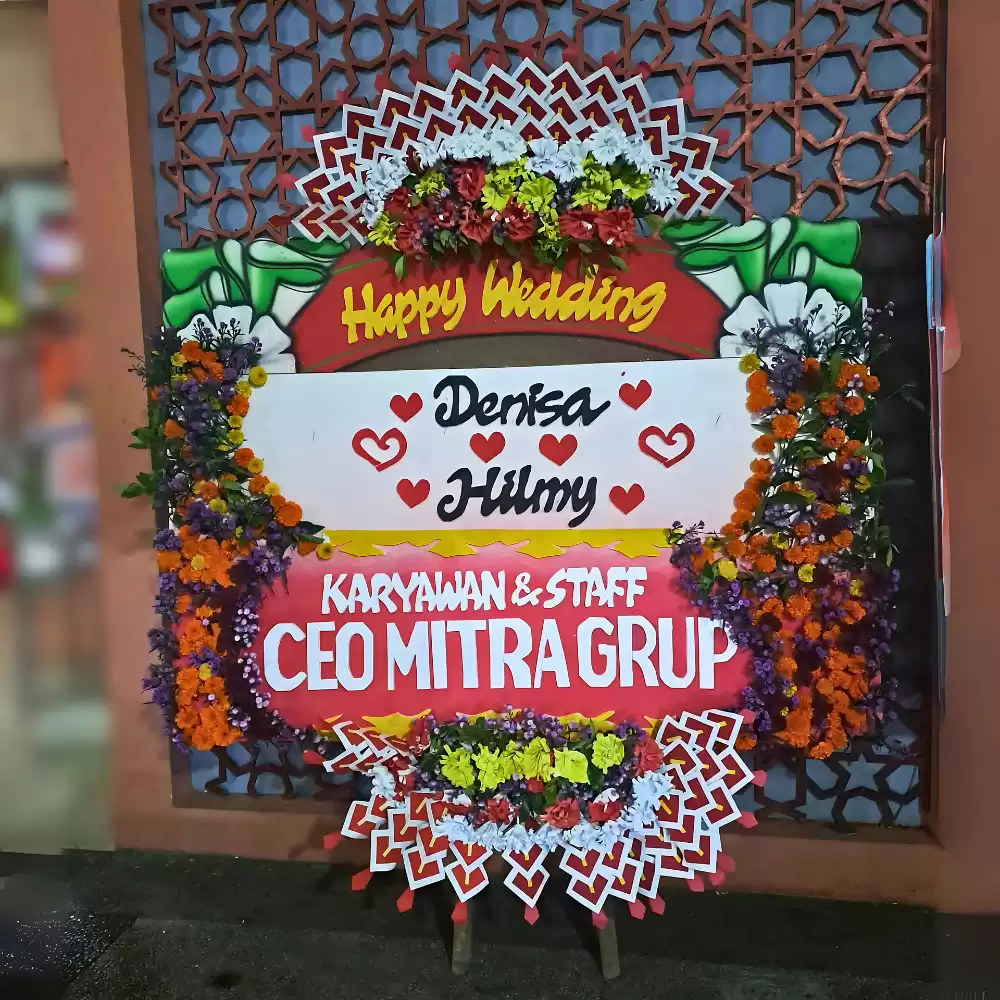 Happy Wedding
Denisa
Hilmy
KARYAWAN & STAFF
CEO MITRA GRUP